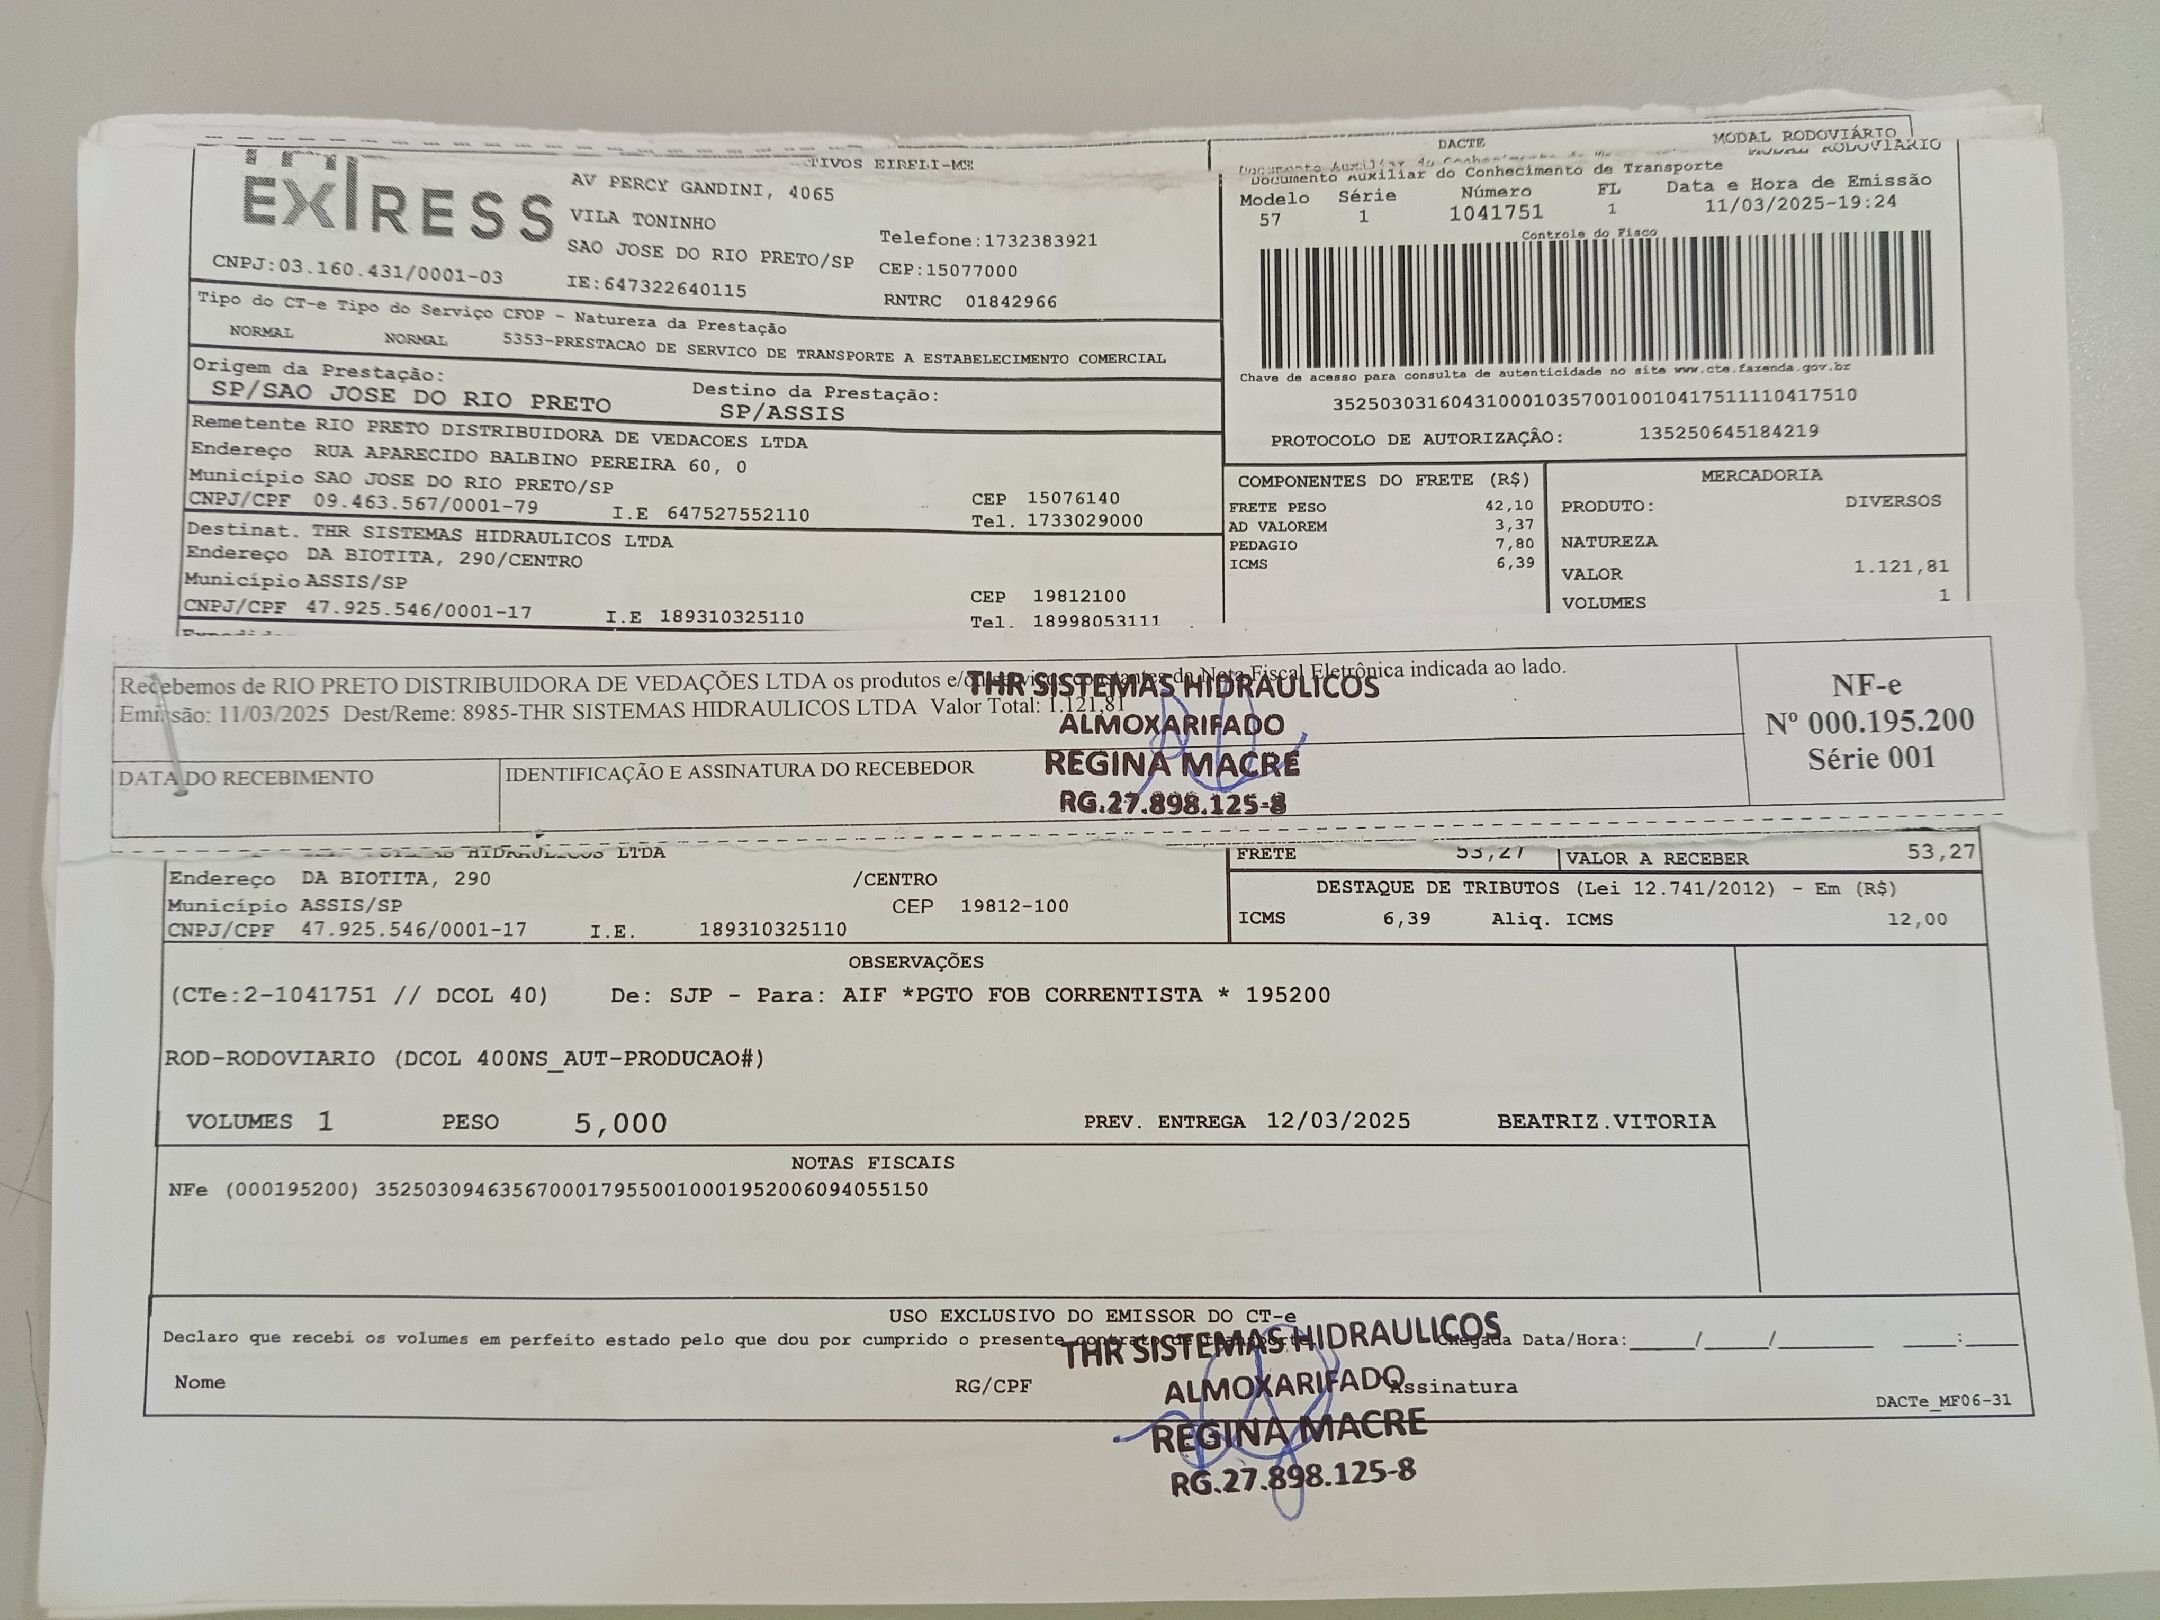 EXPRESS
TIVOS EIRELI-ME
AV PERCY GANDINI, 4065
VILA TONINHO
SAO JOSE DO RIO PRETO/SP
Telefone:1732383921
CEP:15077000
CNPJ:03.160.431/0001-03
IE:647322640115
RNTRC 01842966
DACTE
MODAL RODOVIÁRIO
MODAL RODOVIARIO
Documento Auxiliar do Conhecimento de Transporte
Modelo Série Número FL Data e Hora de Emissão
57 1 1041751 1 11/03/2025-19:24
Controle do Fisco
Chave de acesso para consulta de autenticidade no site www.cte.fazenda.gov.br
35250303160431000103570010010417511110417510
PROTOCOLO DE AUTORIZAÇÃO: 135250645184219
Tipo do CT-e Tipo do Serviço CFOP - Natureza da Prestação
NORMAL NORMAL 5353-PRESTACAO DE SERVICO DE TRANSPORTE A ESTABELECIMENTO COMERCIAL
Origem da Prestação:
SP/SAO JOSE DO RIO PRETO
Destino da Prestação:
SP/ASSIS
Remetente RIO PRETO DISTRIBUIDORA DE VEDACOES LTDA
Endereço RUA APARECIDO BALBINO PEREIRA 60, 0
Município SAO JOSE DO RIO PRETO/SP
CEP 15076140
CNPJ/CPF 09.463.567/0001-79 I.E 647527552110 Tel. 1733029000
Destinat. THR SISTEMAS HIDRAULICOS LTDA
Endereço DA BIOTITA, 290/CENTRO
Município ASSIS/SP
CEP 19812100
CNPJ/CPF 47.925.546/0001-17 I.E 189310325110 Tel. 18998053111
COMPONENTES DO FRETE (R$)
FRETE PESO 42,10
AD VALOREM 3,37
PEDAGIO 7,80
ICMS 6,39
MERCADORIA
PRODUTO: DIVERSOS
NATUREZA
VALOR 1.121,81
VOLUMES 1
Recebemos de RIO PRETO DISTRIBUIDORA DE VEDAÇÕES LTDA os produtos e/ou serviços constantes da Nota Fiscal Eletrônica indicada ao lado.
Emissão: 11/03/2025 Dest/Reme: 8985-THR SISTEMAS HIDRAULICOS LTDA Valor Total: 1.121,81
DATA DO RECEBIMENTO
IDENTIFICAÇÃO E ASSINATURA DO RECEBEDOR
NF-e
Nº 000.195.200
Série 001
THR SISTEMAS HIDRAULICOS
ALMOXARIFADO
REGINA MACRE
RG.27.898.125-8
HIDRAULICOS LTDA
Endereço DA BIOTITA, 290 /CENTRO
Município ASSIS/SP CEP 19812-100
CNPJ/CPF 47.925.546/0001-17 I.E. 189310325110
FRETE 53,27 VALOR A RECEBER 53,27
DESTAQUE DE TRIBUTOS (Lei 12.741/2012) - Em (R$)
ICMS 6,39 Aliq. ICMS 12,00
OBSERVAÇÕES
(CTe:2-1041751 // DCOL 40) De: SJP - Para: AIF *PGTO FOB CORRENTISTA * 195200
ROD-RODOVIARIO (DCOL 400NS_AUT-PRODUCAO#)
VOLUMES 1 PESO 5,000 PREV. ENTREGA 12/03/2025 BEATRIZ.VITORIA
NOTAS FISCAIS
NFe (000195200) 35250309463567000179550010001952006094055150
USO EXCLUSIVO DO EMISSOR DO CT-e
Declaro que recebi os volumes em perfeito estado pelo que dou por cumprido o presente contrato de transporte Chegada Data/Hora:_____/_____/_______ ____:____
Nome RG/CPF Assinatura
DACTe_MF06-31
THR SISTEMAS HIDRAULICOS
ALMOXARIFADO
REGINA MACRE
RG.27.898.125-8